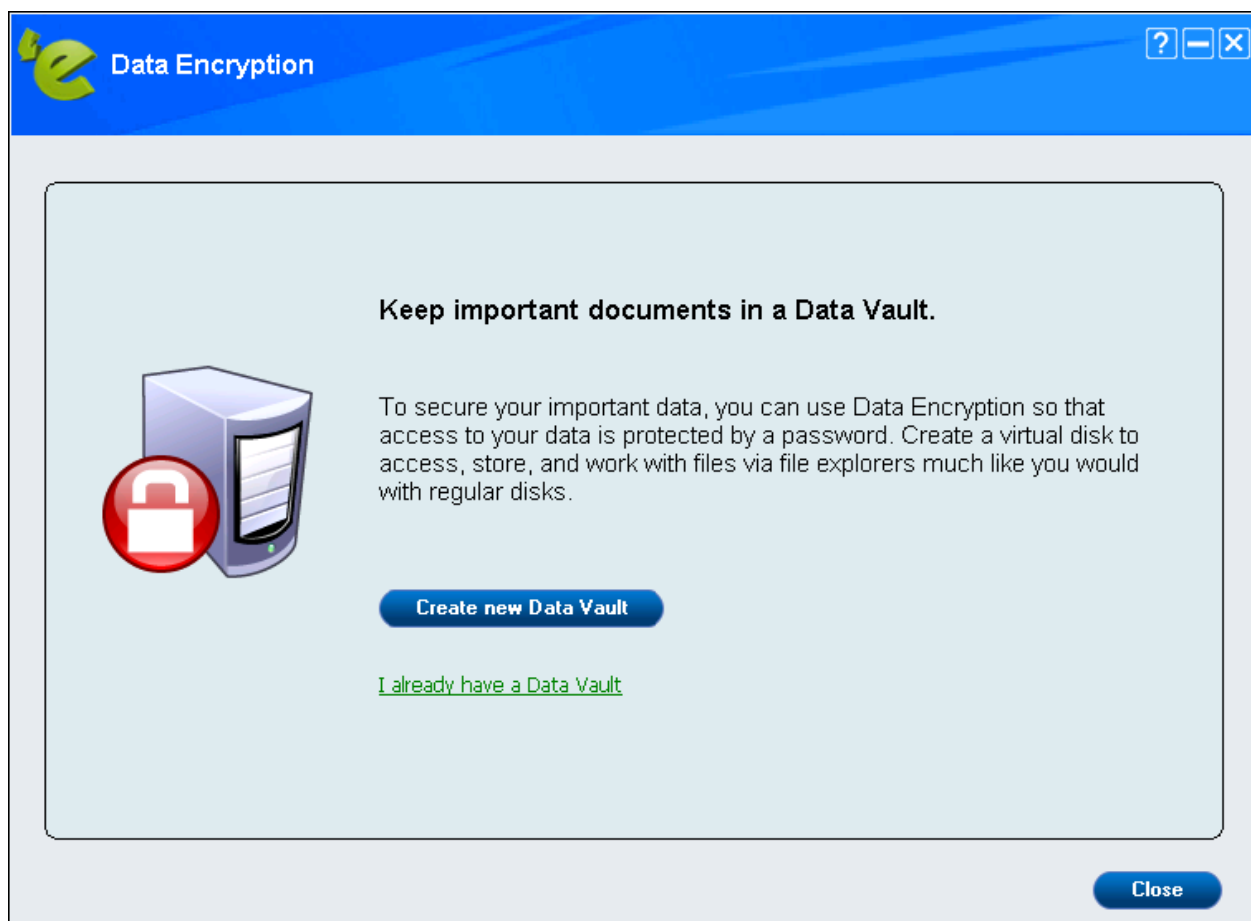 Data Encryption
?
Keep important documents in a Data Vault.
To secure your important data, you can use Data Encryption so that
access to your data is protected by a password. Create a virtual disk to
access, store, and work with files via file explorers much like you would
with regular disks.
Create new Data Vault
I already have a Data Vault
Close